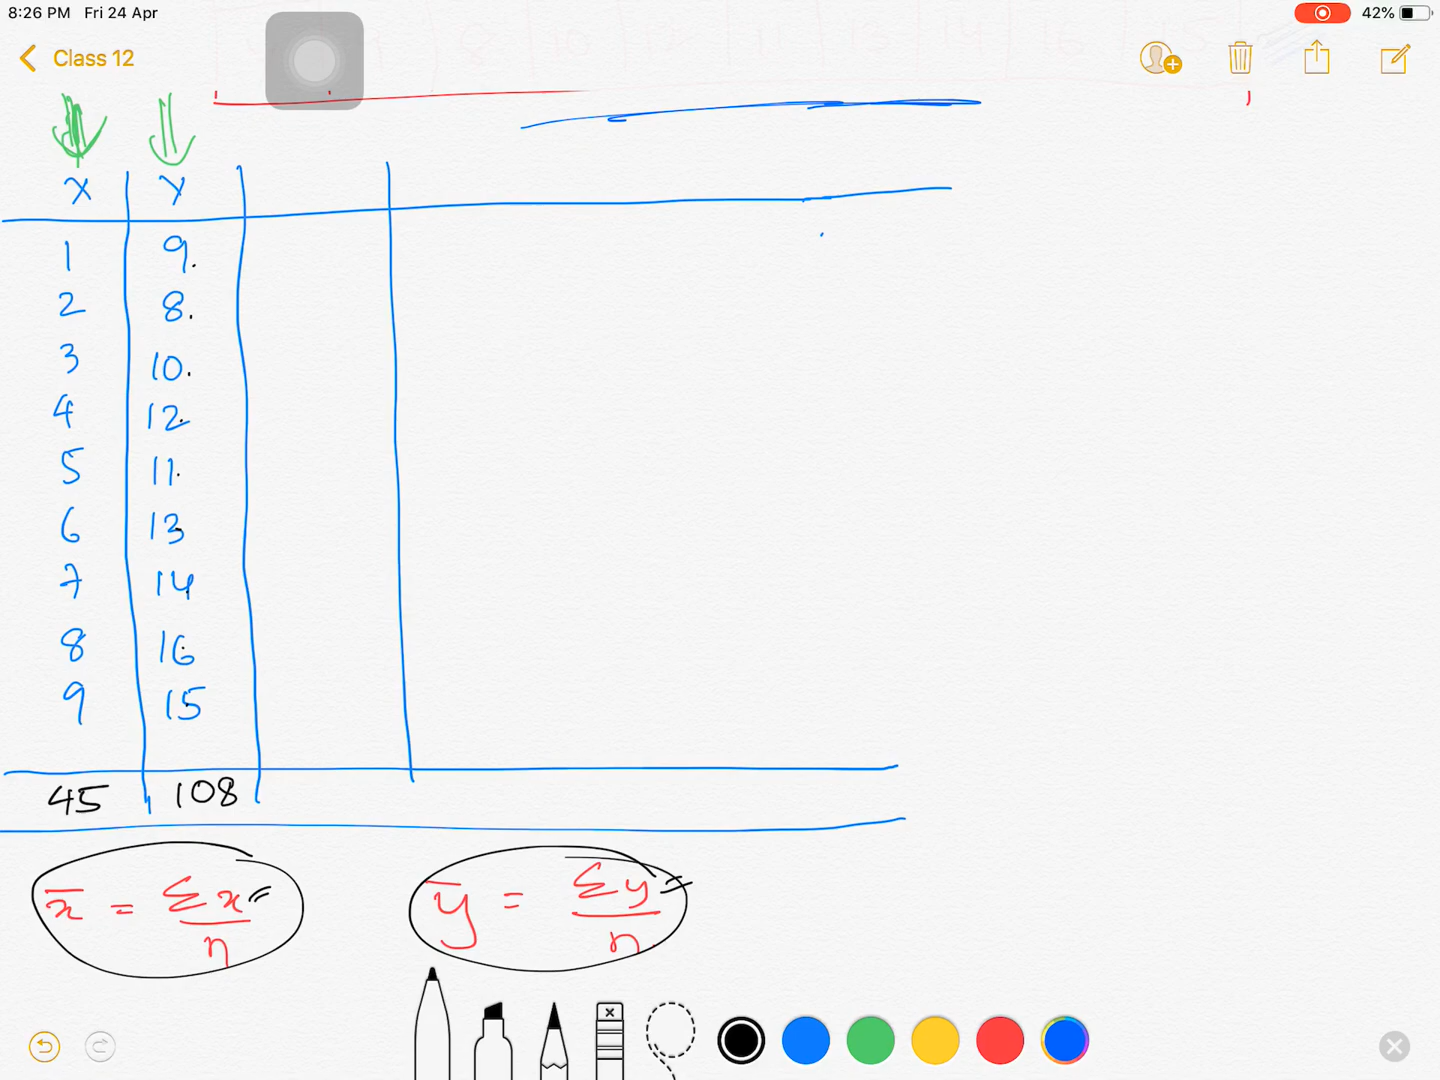 8:26 PM Fri 24 Apr 42%
Class 12
X Y
1 9.
2 8.
3 10.
4 12.
5 11.
6 13
7 14
8 16
9 15
45 108
x̄ = Σx/n ȳ = Σy/n